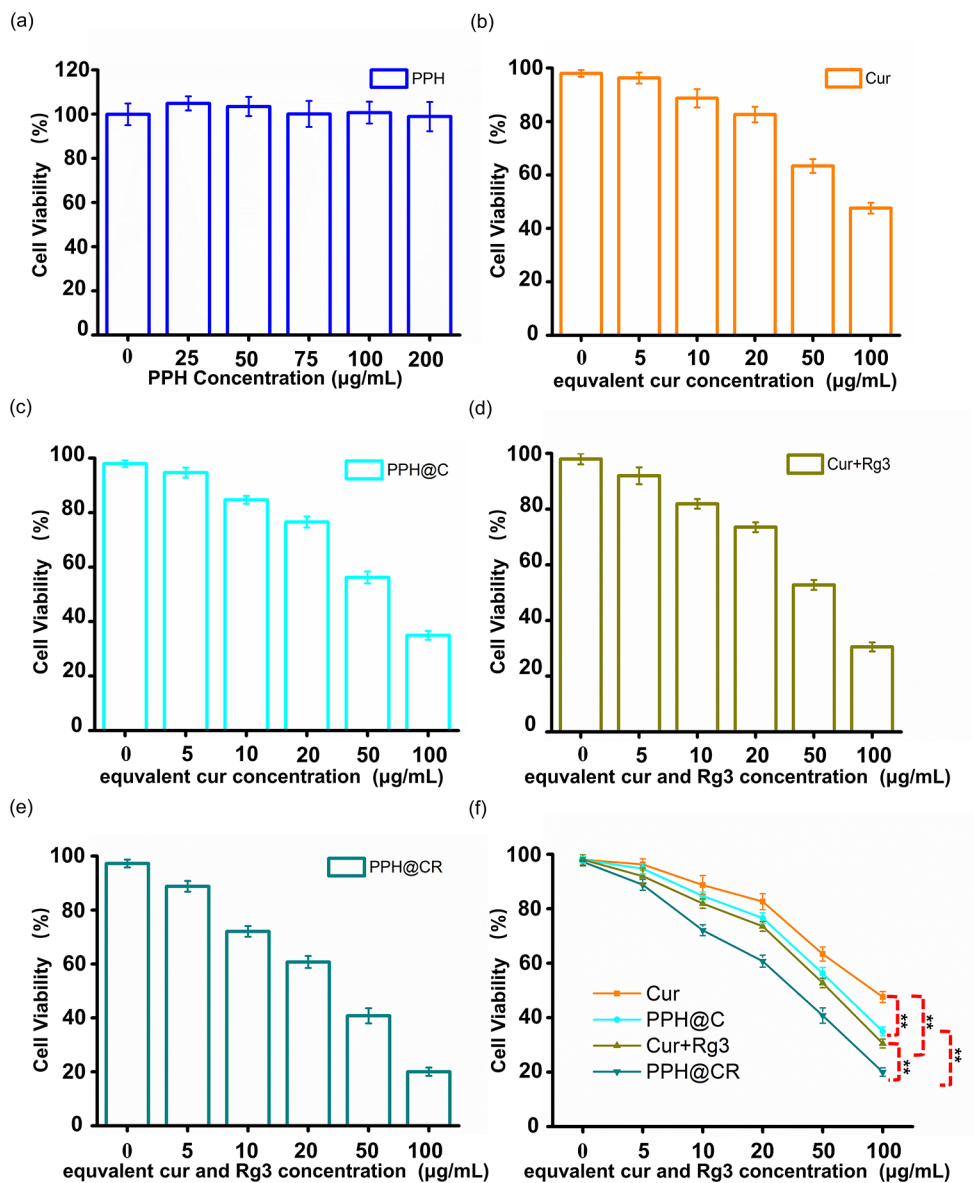 (a)
PPH
120
100
80
60
40
20
0
Cell Viability (%)
0 25 50 75 100 200
PPH Concentration (μg/mL)
(b)
Cur
100
80
60
40
20
0
Cell Viability (%)
0 5 10 20 50 100
equvalent cur concentration (μg/mL)
(c)
PPH@C
100
80
60
40
20
0
Cell Viability (%)
0 5 10 20 50 100
equvalent cur concentration (μg/mL)
(d)
Cur+Rg3
100
80
60
40
20
0
Cell Viability (%)
0 5 10 20 50 100
equvalent cur and Rg3 concentration (μg/mL)
(e)
PPH@CR
100
80
60
40
20
0
Cell Viability (%)
0 5 10 20 50 100
equvalent cur and Rg3 concentration (μg/mL)
(f)
100
80
60
40
20
0
Cell Viability (%)
Cur
PPH@C
Cur+Rg3
PPH@CR
**
**
**
**
0 5 10 20 50 100
equvalent cur and Rg3 concentration (μg/mL)